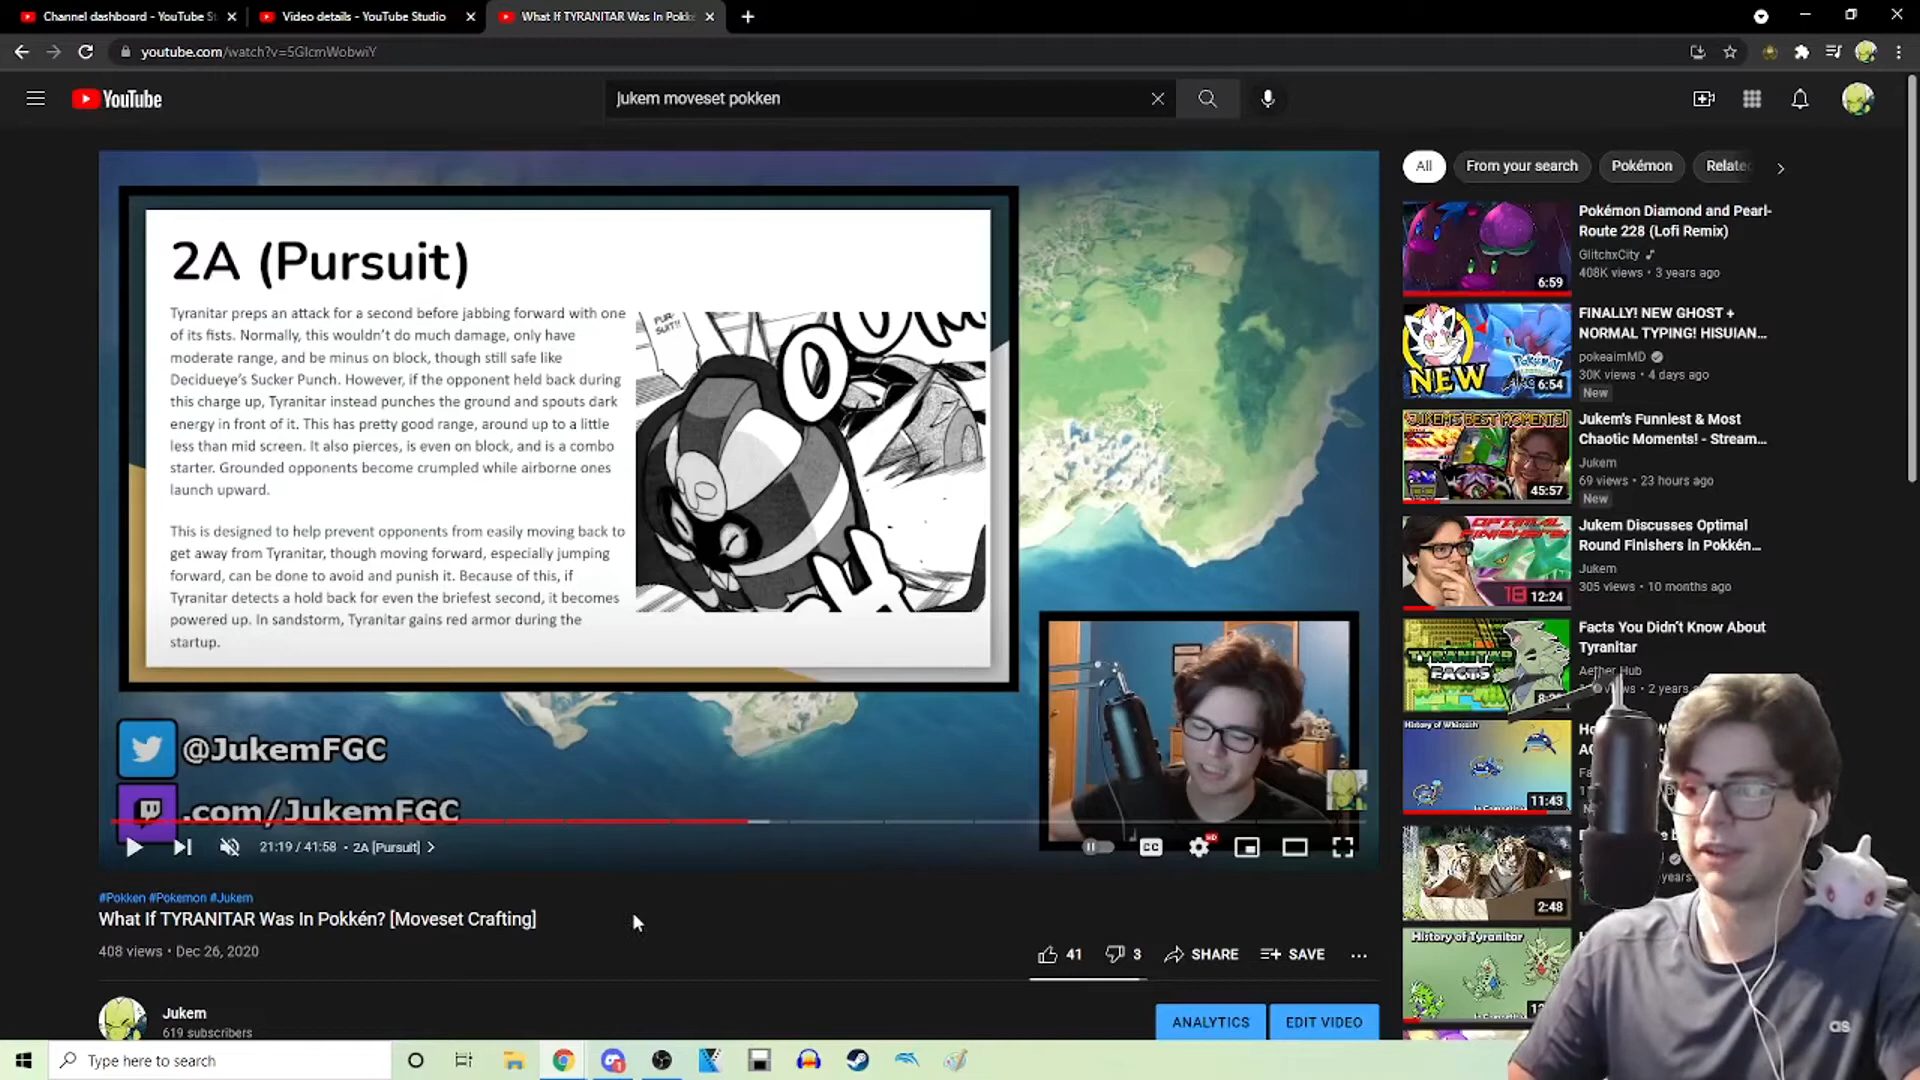 Channel dashboard - YouTube St
Video details - YouTube Studio
What If TYRANITAR Was In Pokk
youtube.com/watch?v=5GIcmWobwiY
YouTube
jukem moveset pokken
2A (Pursuit)
Tyranitar preps an attack for a second before jabbing forward with one
of its fists. Normally, this wouldn't do much damage, only have
moderate range, and be minus on block, though still safe like
Decidueye's Sucker Punch. However, if the opponent held back during
this charge up, Tyranitar instead punches the ground and spouts dark
energy in front of it. This has pretty good range, around up to a little
less than mid screen. It also pierces, is even on block, and is a combo
starter. Grounded opponents become crumpled while airborne ones
launch upward.
This is designed to help prevent opponents from easily moving back to
get away from Tyranitar, though moving forward, especially jumping
forward, can be done to avoid and punish it. Because of this, if
Tyranitar detects a hold back for even the briefest second, it becomes
powered up. In sandstorm, Tyranitar gains red armor during the
startup.
PUR-
SUIT!!
@JukemFGC
.com/JukemFGC
21:19 / 41:58 • 2A [Pursuit]
CC
HD
#Pokken #Pokemon #Jukem
What If TYRANITAR Was In Pokkén? [Moveset Crafting]
408 views • Dec 26, 2020
41
3
SHARE
SAVE
Jukem
619 subscribers
ANALYTICS
EDIT VIDEO
All
From your search
Pokémon
Relate
Pokémon Diamond and Pearl-
Route 228 (Lofi Remix)
GlitchxCity
408K views • 3 years ago
6:59
FINALLY! NEW GHOST +
NORMAL TYPING! HISUIAN...
pokeaimMD
30K views • 4 days ago
New
NEW
6:54
Jukem's Funniest & Most
Chaotic Moments! - Stream...
Jukem
69 views • 23 hours ago
New
JUKEM'S BEST MOMENTS!
45:57
Jukem Discusses Optimal
Round Finishers in Pokkén...
Jukem
305 views • 10 months ago
12:24
Facts You Didn't Know About
Tyranitar
Aether Hub
2 years
TYRANITAR
FACTS
History of Whiscash
11:43
2:48
History of Tyranitar
Type here to search